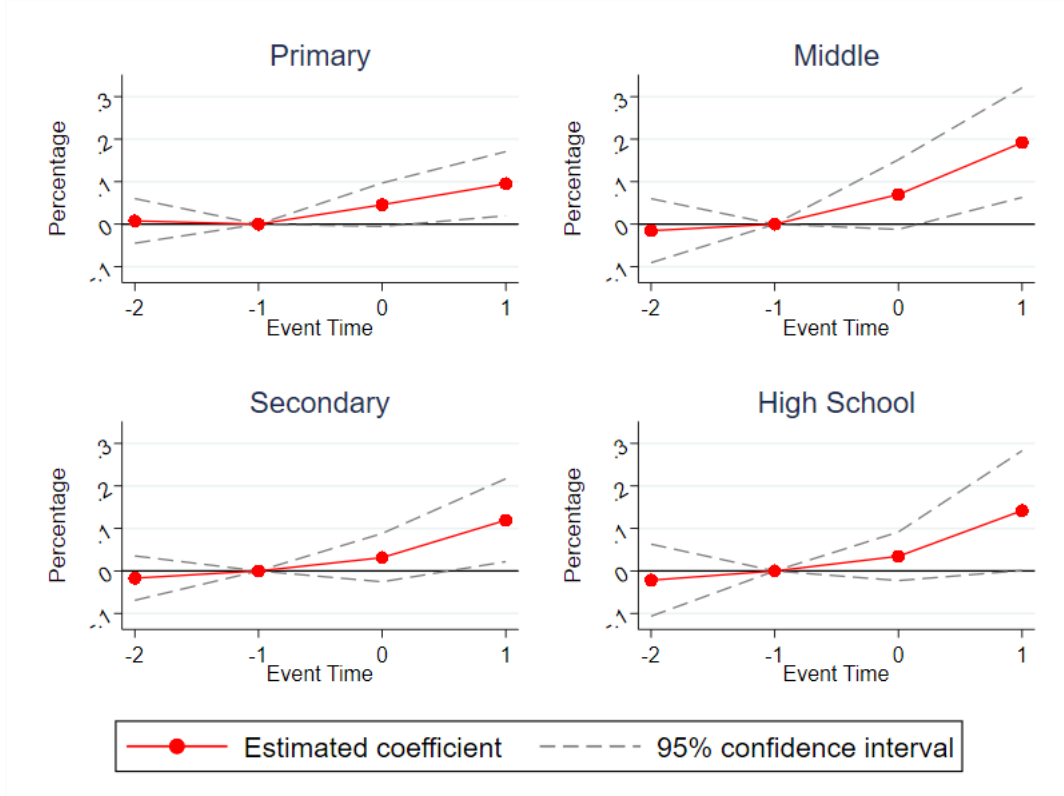 Primary
Percentage
.3
.2
.1
0
-.1
-2 -1 0 1
Event Time
Middle
Percentage
.3
.2
.1
0
-.1
-2 -1 0 1
Event Time
Secondary
Percentage
.3
.2
.1
0
-.1
-2 -1 0 1
Event Time
High School
Percentage
.3
.2
.1
0
-.1
-2 -1 0 1
Event Time
Estimated coefficient 95% confidence interval